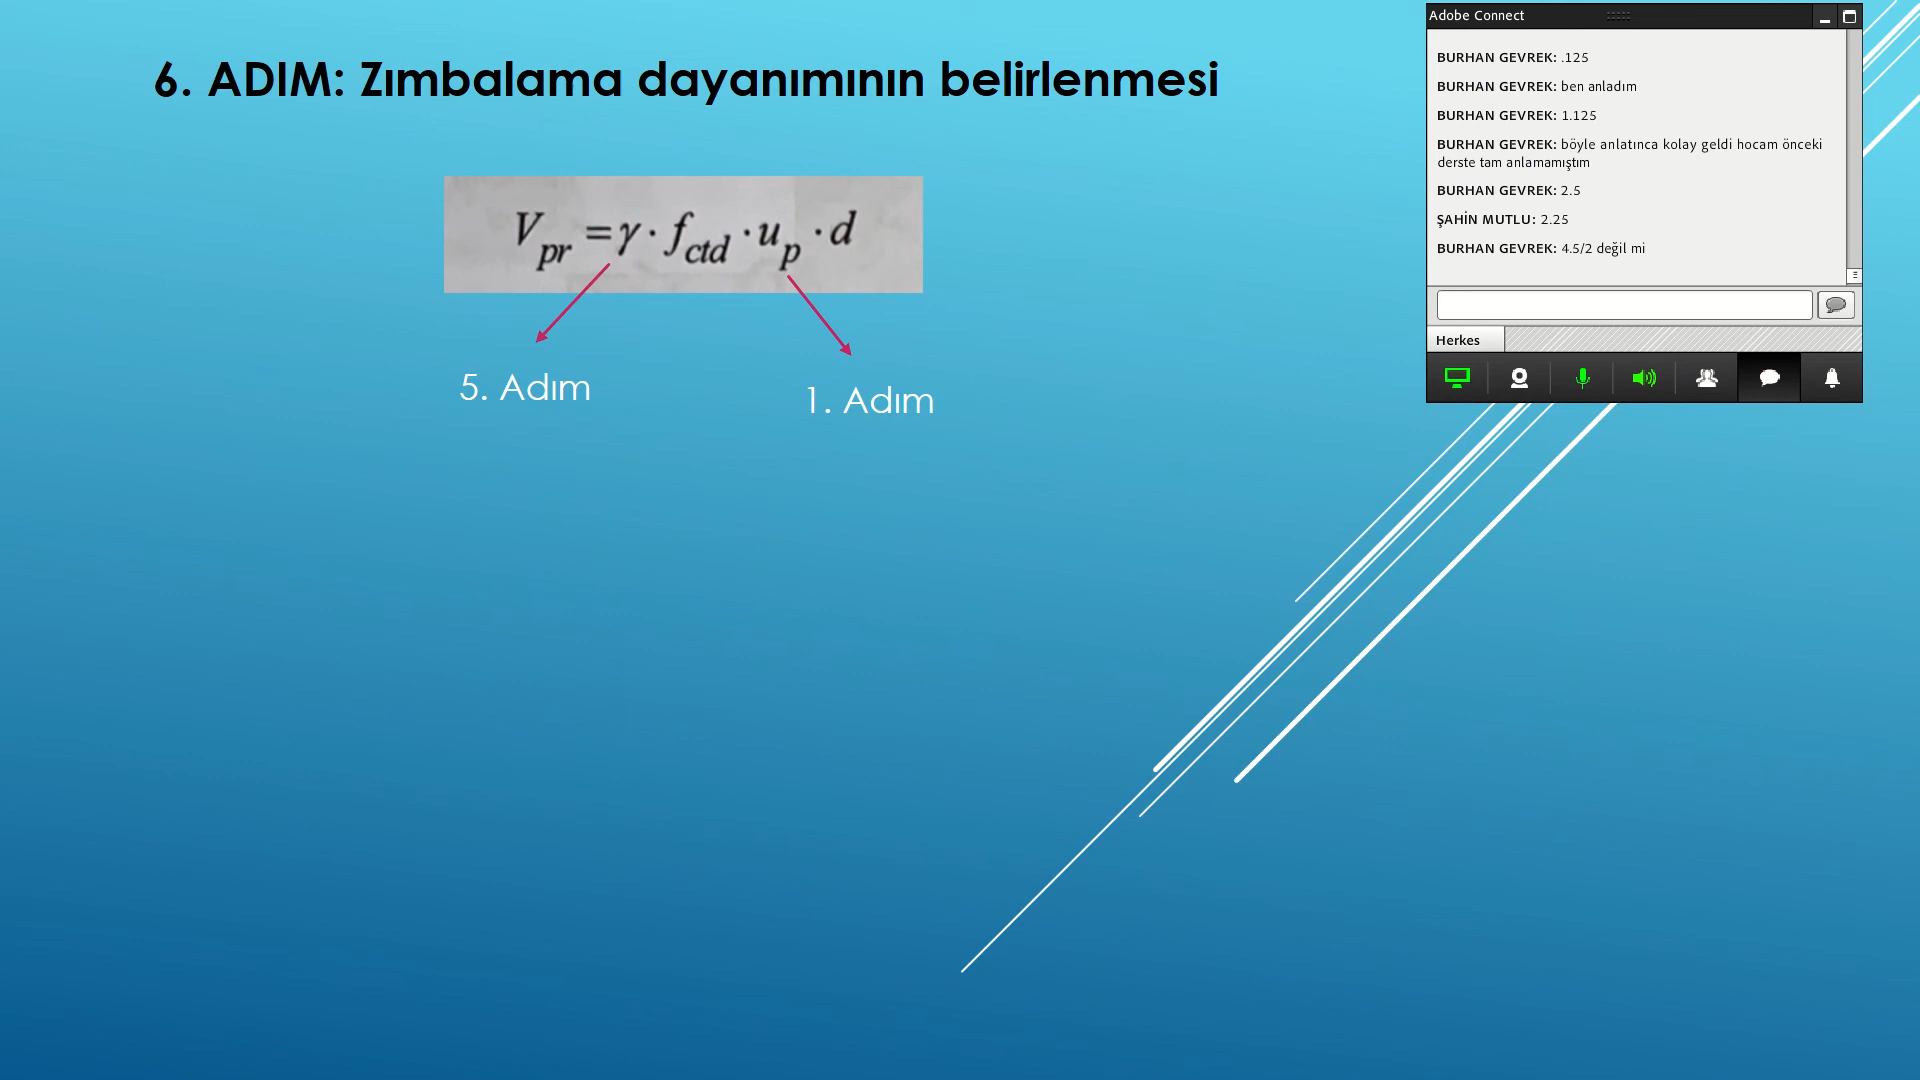 6. ADIM: Zımbalama dayanımının belirlenmesi
V_pr = γ · f_ctd · u_p · d
5. Adım
1. Adım
Adobe Connect
BURHAN GEVREK: .125
BURHAN GEVREK: ben anladım
BURHAN GEVREK: 1.125
BURHAN GEVREK: böyle anlatınca kolay geldi hocam önceki
derste tam anlamamıştım
BURHAN GEVREK: 2.5
ŞAHİN MUTLU: 2.25
BURHAN GEVREK: 4.5/2 değil mi
Herkes